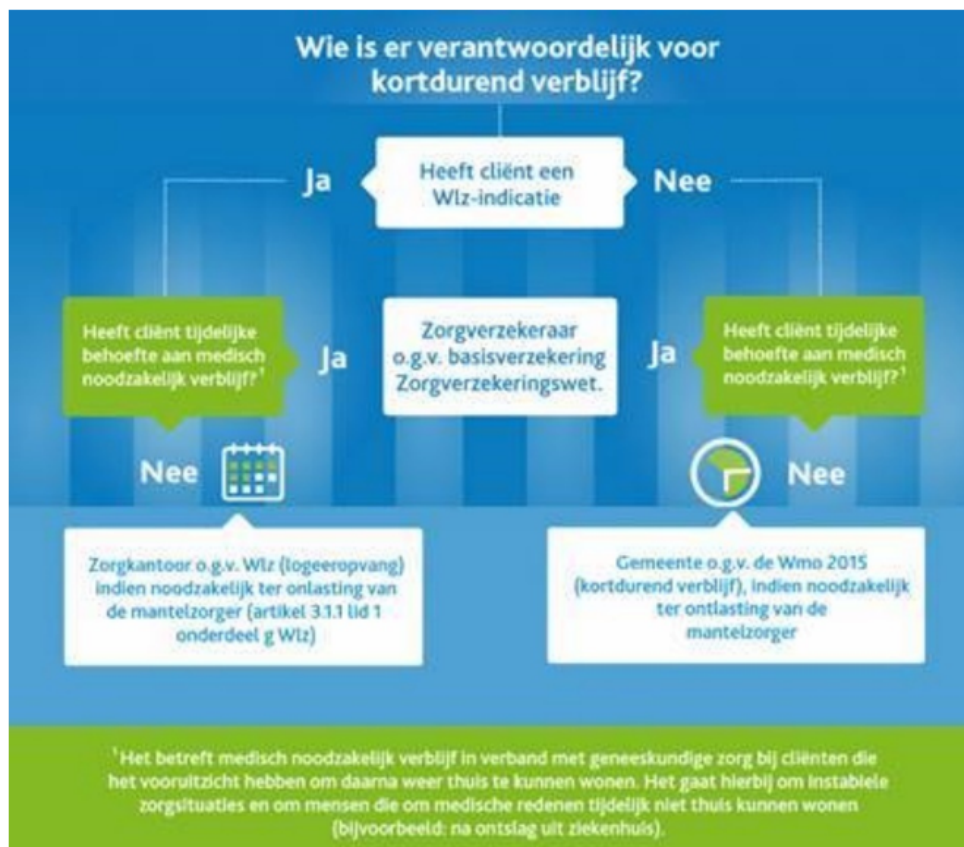 Wie is er verantwoordelijk voor
kortdurend verblijf?
Ja
Heeft cliënt een
Wlz-indicatie
Nee
Heeft cliënt tijdelijke
behoefte aan medisch
noodzakelijk verblijf?¹
Ja
Zorgverzekeraar
o.g.v. basisverzekering
Zorgverzekeringswet.
Ja
Heeft cliënt tijdelijke
behoefte aan medisch
noodzakelijk verblijf?¹
Nee
Nee
Zorgkantoor o.g.v. Wlz (logeeropvang)
indien noodzakelijk ter onlasting van
de mantelzorger (artikel 3.1.1 lid 1
onderdeel g Wlz)
Gemeente o.g.v. de Wmo 2015
(kortdurend verblijf), indien noodzakelijk
ter ontlasting van de
mantelzorger
¹Het betreft medisch noodzakelijk verblijf in verband met geneeskundige zorg bij cliënten die
het vooruitzicht hebben om daarna weer thuis te kunnen wonen. Het gaat hierbij om instabiele
zorgsituaties en om mensen die om medische redenen tijdelijk niet thuis kunnen wonen
(bijvoorbeeld: na ontslag uit ziekenhuis).